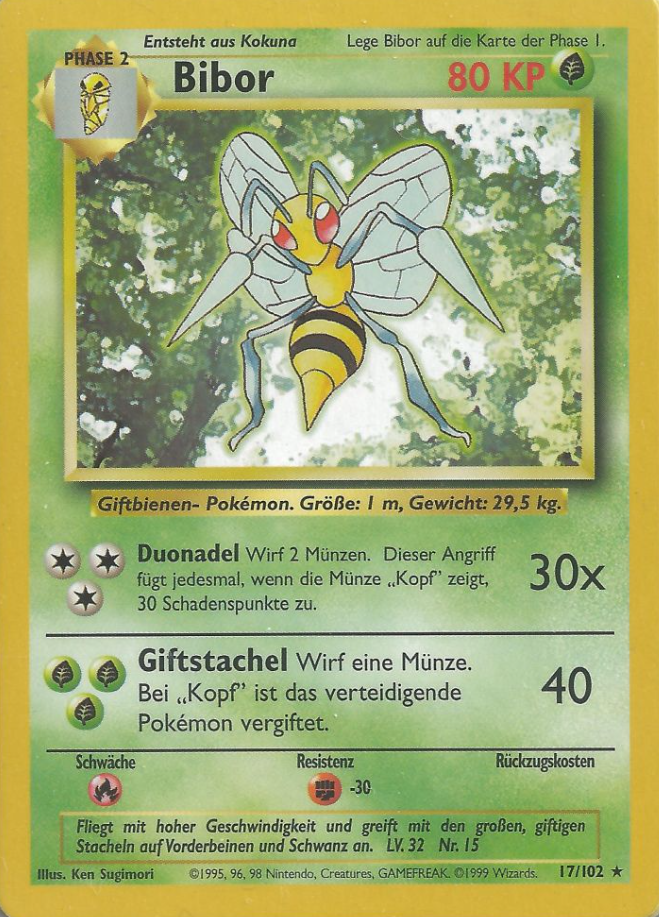 Entsteht aus Kokuna Lege Bibor auf die Karte der Phase 1.
PHASE 2
Bibor 80 KP
Giftbienen- Pokémon. Größe: 1 m, Gewicht: 29,5 kg.
Duonadel Wirf 2 Münzen. Dieser Angriff
fügt jedesmal, wenn die Münze „Kopf" zeigt,
30 Schadenspunkte zu.
30x
Giftstachel Wirf eine Münze.
Bei „Kopf" ist das verteidigende
Pokémon vergiftet.
40
Schwäche Resistenz Rückzugskosten
-30
Fliegt mit hoher Geschwindigkeit und greift mit den großen, giftigen
Stacheln auf Vorderbeinen und Schwanz an. LV. 32 Nr. 15
Illus. Ken Sugimori ©1995, 96, 98 Nintendo, Creatures, GAMEFREAK. ©1999 Wizards. 17/102 ★